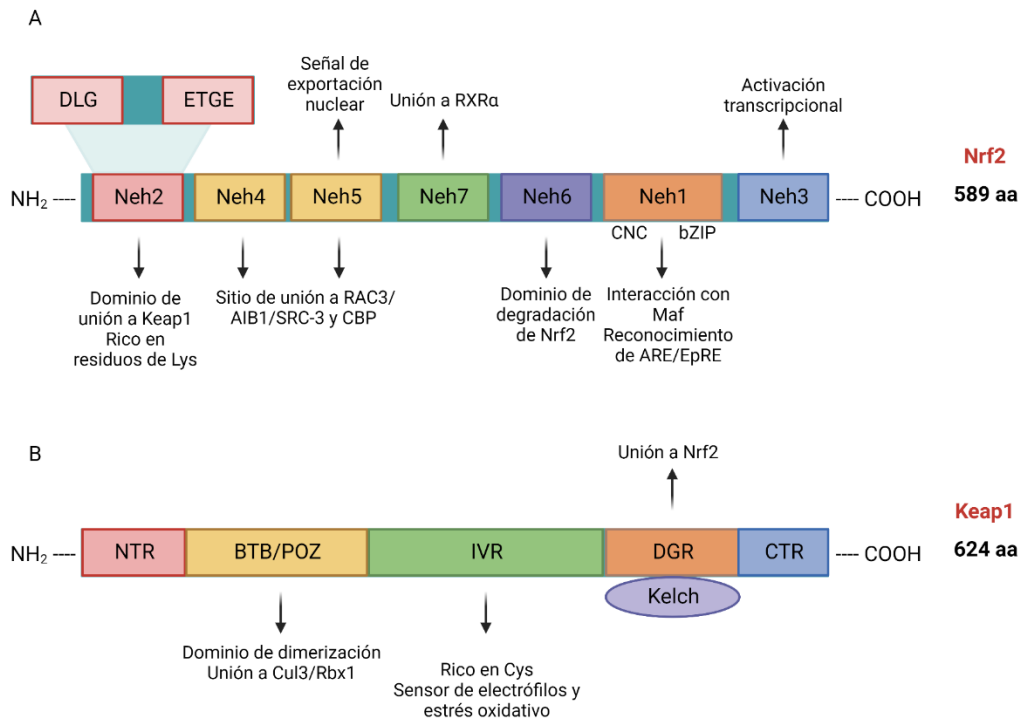 A
Señal de
exportación
nuclear
Unión a RXRα
Activación
transcripcional
DLG
ETGE
Nrf2
589 aa
NH₂ ----
Neh2
Neh4
Neh5
Neh7
Neh6
Neh1
Neh3
---- COOH
CNC
bZIP
Dominio de
unión a Keap1
Rico en
residuos de Lys
Sitio de unión a RAC3/
AIB1/SRC-3 y CBP
Dominio de
degradación
de Nrf2
Interacción con
Maf
Reconocimiento
de ARE/EpRE
B
Unión a Nrf2
Keap1
624 aa
NH₂ ----
NTR
BTB/POZ
IVR
DGR
CTR
---- COOH
Kelch
Dominio de dimerización
Unión a Cul3/Rbx1
Rico en Cys
Sensor de electrófilos y
estrés oxidativo